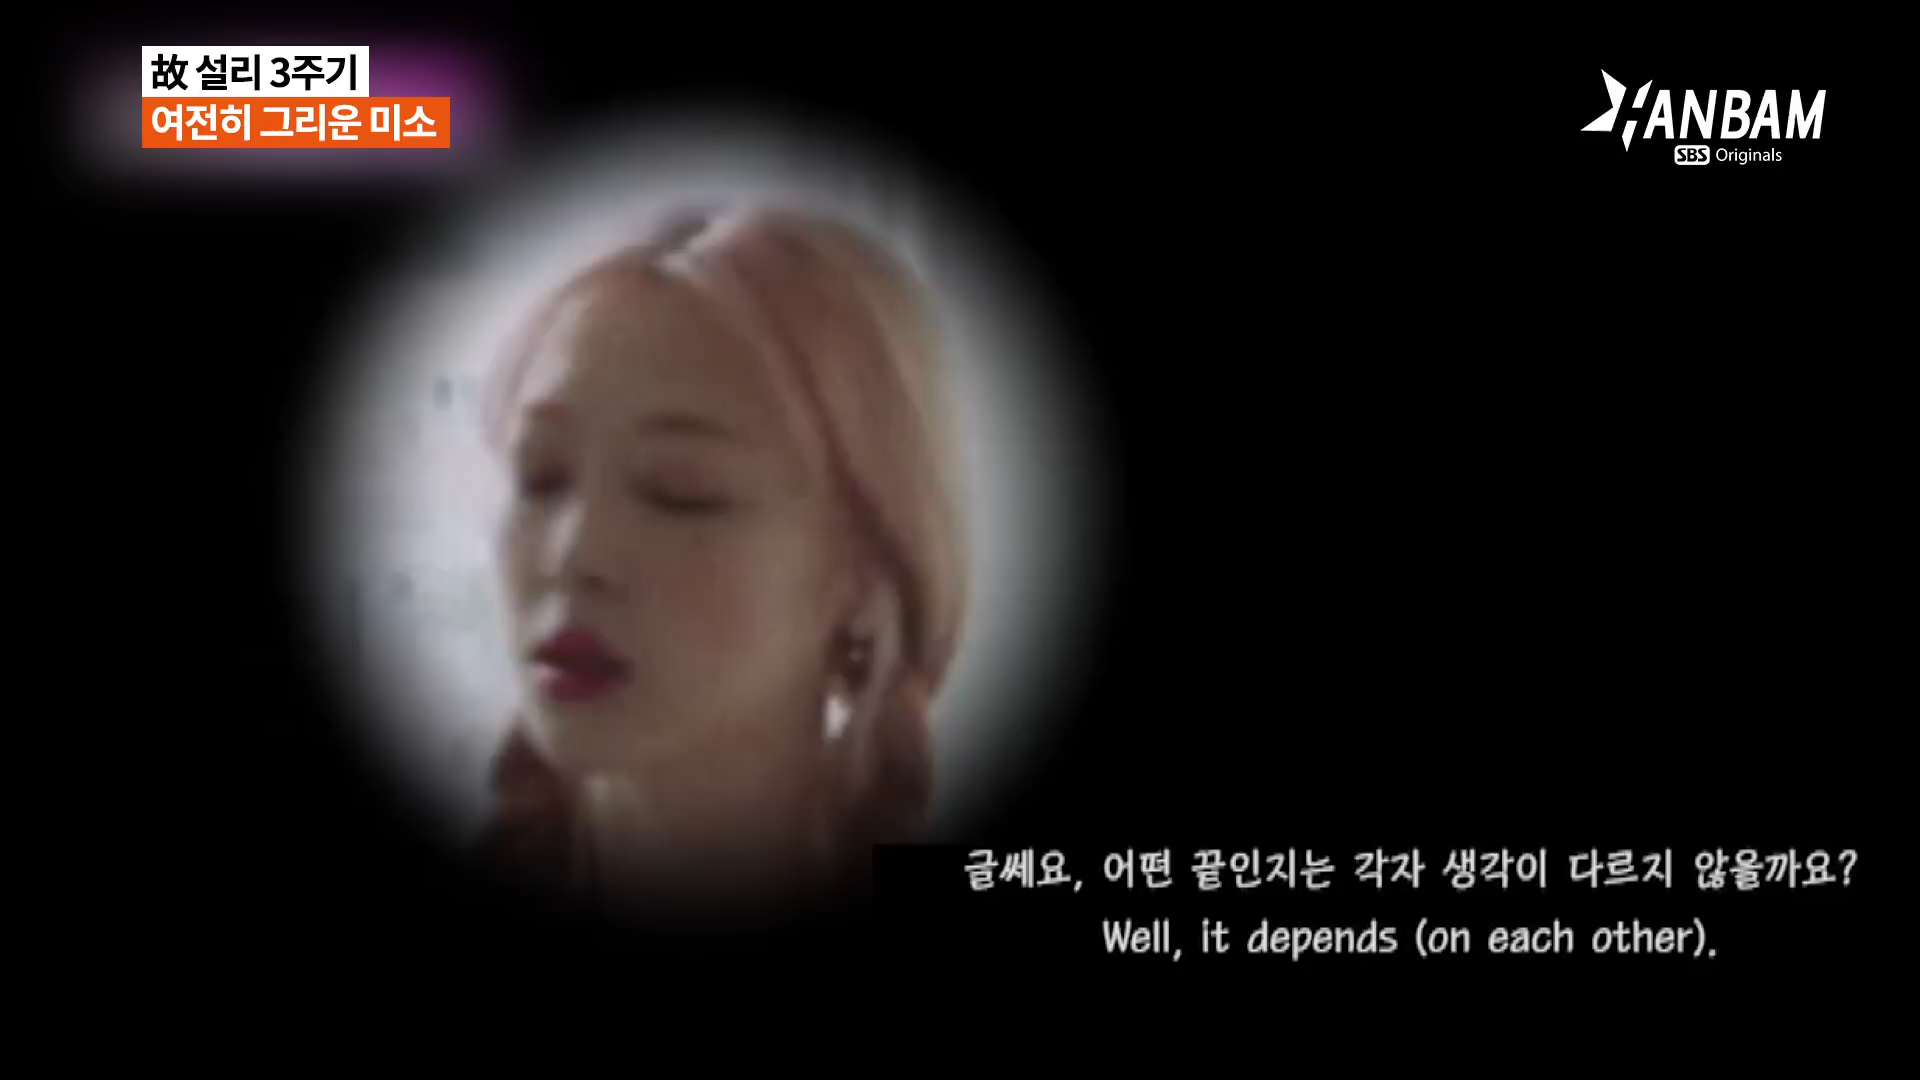 故 설리 3주기
여전히 그리운 미소
HANBAM
SBS Originals
글쎄요, 어떤 끝인지는 각자 생각이 다르지 않을까요?
Well, it depends (on each other).